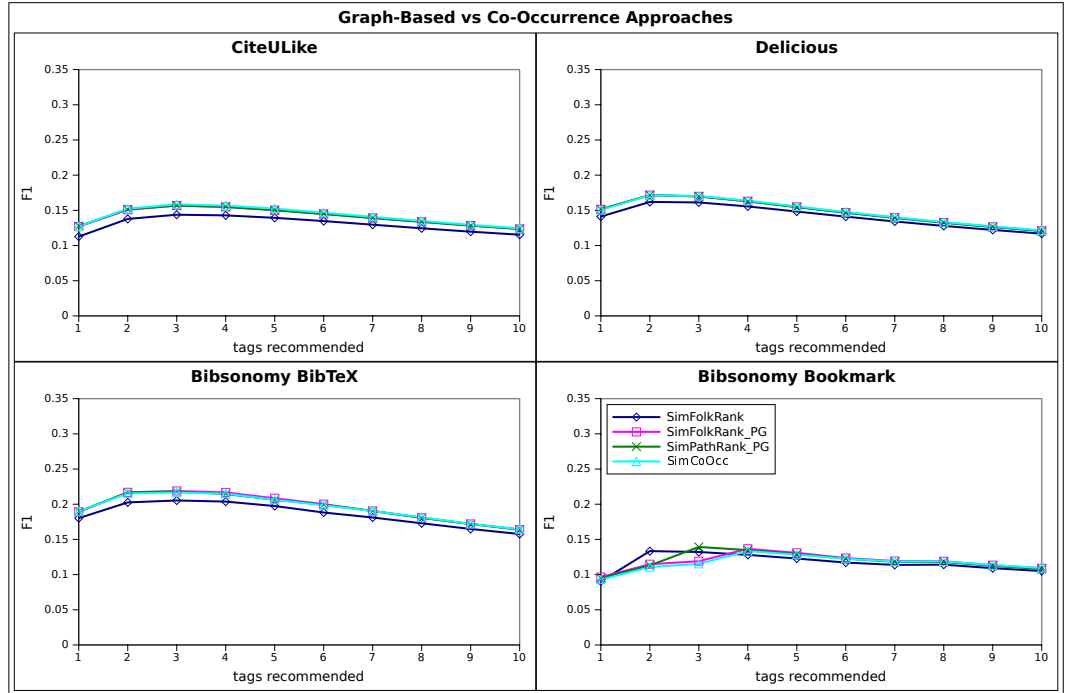 Graph-Based vs Co-Occurrence Approaches
CiteULike
0.35
0.3
0.25
0.2
0.15
0.1
0.05
0
F1
1 2 3 4 5 6 7 8 9 10
tags recommended
Delicious
0.35
0.3
0.25
0.2
0.15
0.1
0.05
0
F1
1 2 3 4 5 6 7 8 9 10
tags recommended
Bibsonomy BibTeX
0.35
0.3
0.25
0.2
0.15
0.1
0.05
0
F1
1 2 3 4 5 6 7 8 9 10
tags recommended
Bibsonomy Bookmark
0.35
0.3
0.25
0.2
0.15
0.1
0.05
0
F1
SimFolkRank
SimFolkRank_PG
SimPathRank_PG
SimCoOcc
1 2 3 4 5 6 7 8 9 10
tags recommended